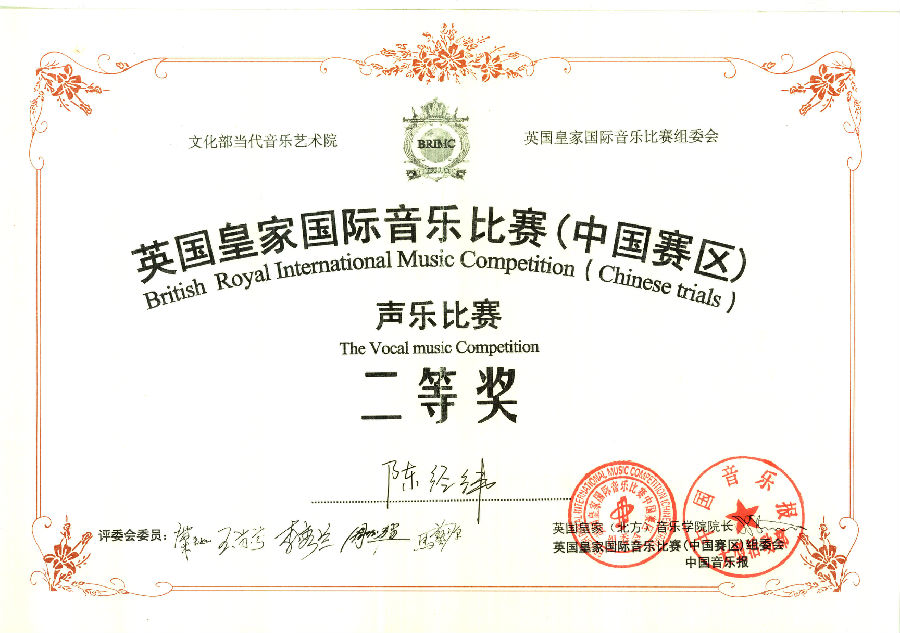 文化部当代音乐艺术院
BRIMC
英国皇家国际音乐比赛组委会
英国皇家国际音乐比赛(中国赛区)
British Royal International Music Competition ( Chinese trials )
声乐比赛
The Vocal music Competition
二等奖
陈经纬
评委会委员:
英国皇家(北方)音乐学院院长
英国皇家国际音乐比赛(中国赛区)组委会
中国音乐报
中国音乐报